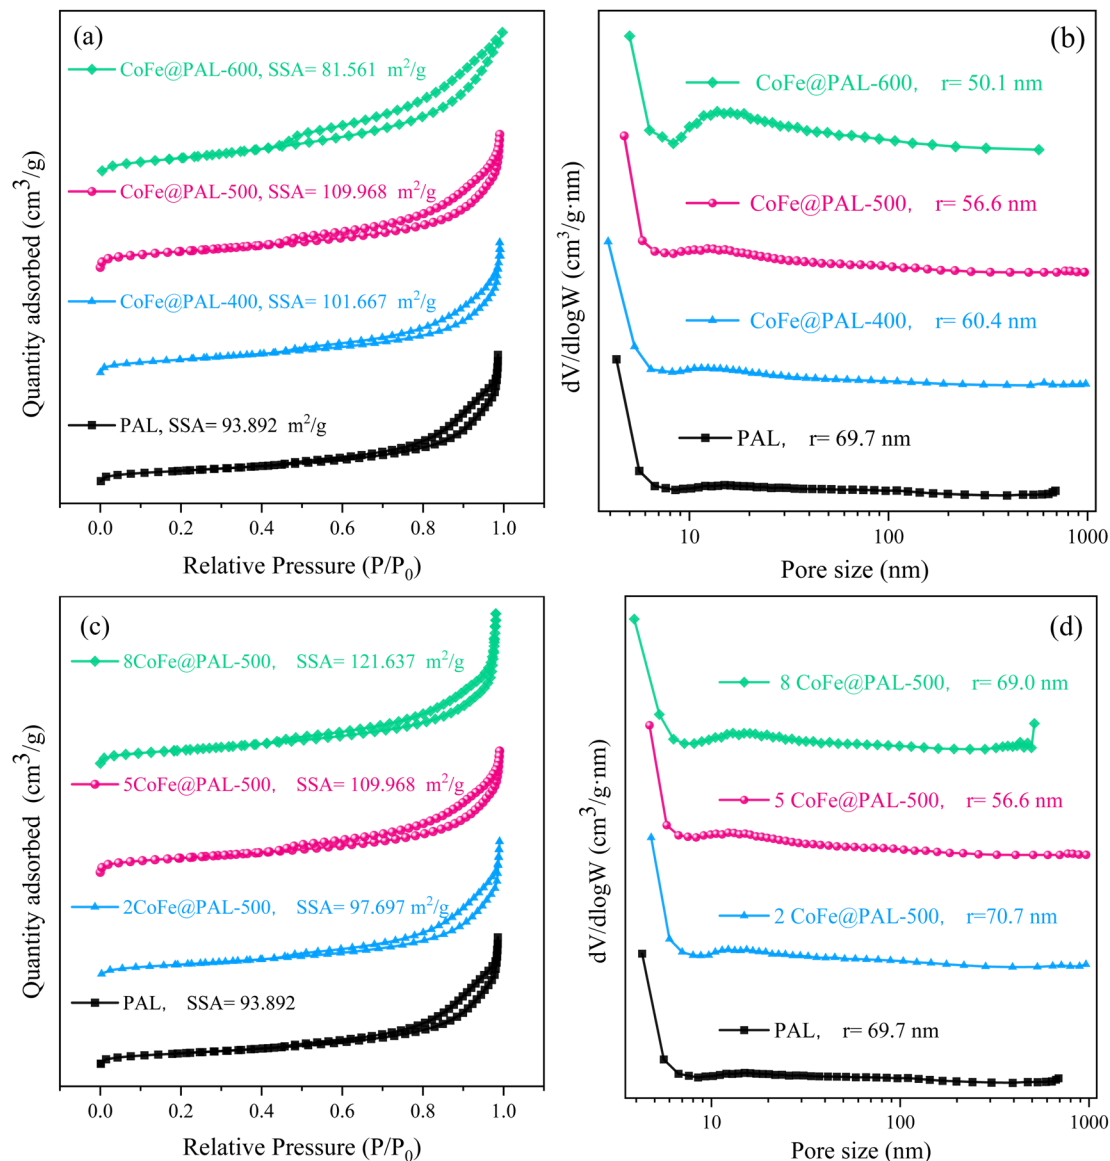 (a)
CoFe@PAL-600, SSA= 81.561 m²/g
CoFe@PAL-500, SSA= 109.968 m²/g
CoFe@PAL-400, SSA= 101.667 m²/g
PAL, SSA= 93.892 m²/g
Quantity adsorbed (cm³/g)
0.0 0.2 0.4 0.6 0.8 1.0
Relative Pressure (P/P₀)
(b)
CoFe@PAL-600, r= 50.1 nm
CoFe@PAL-500, r= 56.6 nm
CoFe@PAL-400, r= 60.4 nm
PAL, r= 69.7 nm
dV/dlogW (cm³/g·nm)
10 100 1000
Pore size (nm)
(c)
8CoFe@PAL-500, SSA= 121.637 m²/g
5CoFe@PAL-500, SSA= 109.968 m²/g
2CoFe@PAL-500, SSA= 97.697 m²/g
PAL, SSA= 93.892
Quantity adsorbed (cm³/g)
0.0 0.2 0.4 0.6 0.8 1.0
Relative Pressure (P/P₀)
(d)
8 CoFe@PAL-500, r= 69.0 nm
5 CoFe@PAL-500, r= 56.6 nm
2 CoFe@PAL-500, r=70.7 nm
PAL, r= 69.7 nm
dV/dlogW (cm³/g·nm)
10 100 1000
Pore size (nm)